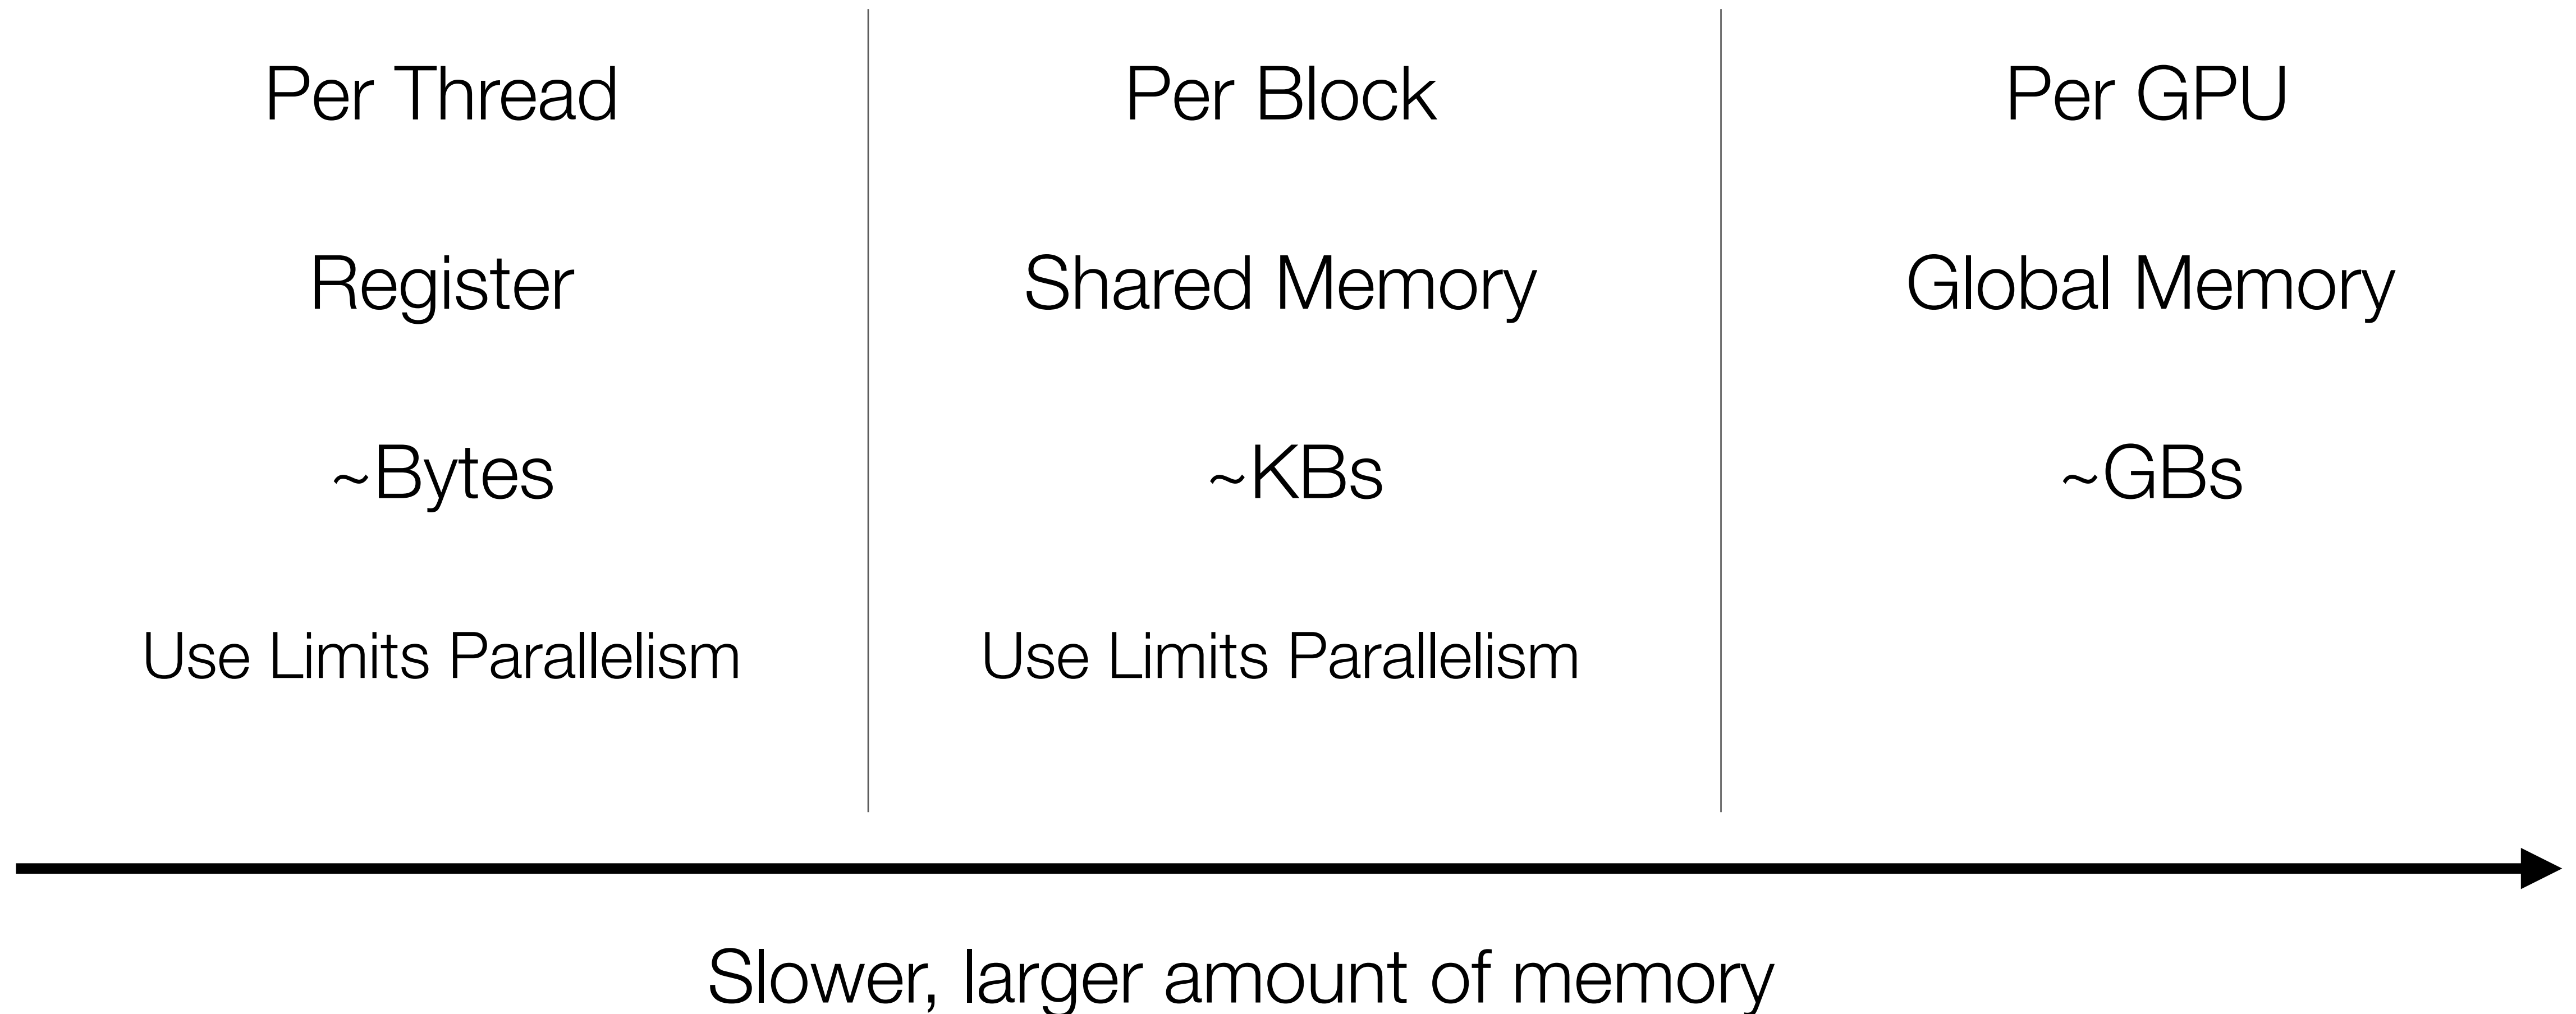 Per Thread
Register
~Bytes
Use Limits Parallelism
Per Block
Shared Memory
~KBs
Use Limits Parallelism
Per GPU
Global Memory
~GBs
Slower, larger amount of memory